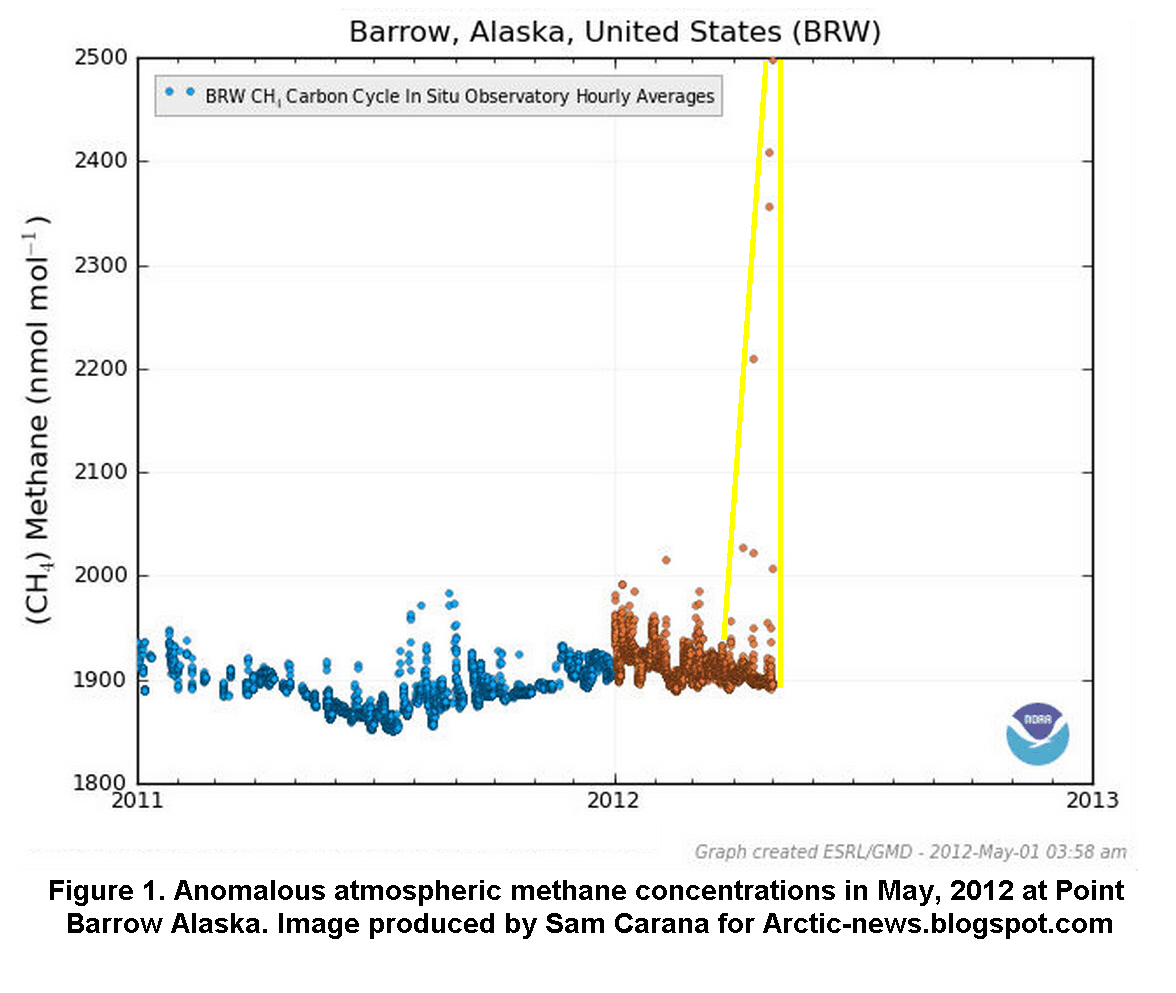 Barrow, Alaska, United States (BRW)
2500
BRW CH₄ Carbon Cycle In Situ Observatory Hourly Averages
2400
2300
2200
2100
2000
1900
1800
(CH₄) Methane (nmol mol⁻¹)
2011
2012
2013
NOAA
Graph created ESRL/GMD - 2012-May-01 03:58 am
Figure 1. Anomalous atmospheric methane concentrations in May, 2012 at Point
Barrow Alaska. Image produced by Sam Carana for Arctic-news.blogspot.com